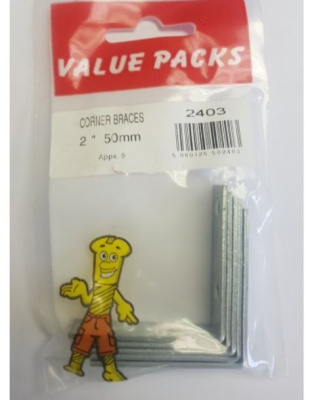 VALUE PACKS
CORNER BRACES
2403
2 " 50mm
Appx. 5